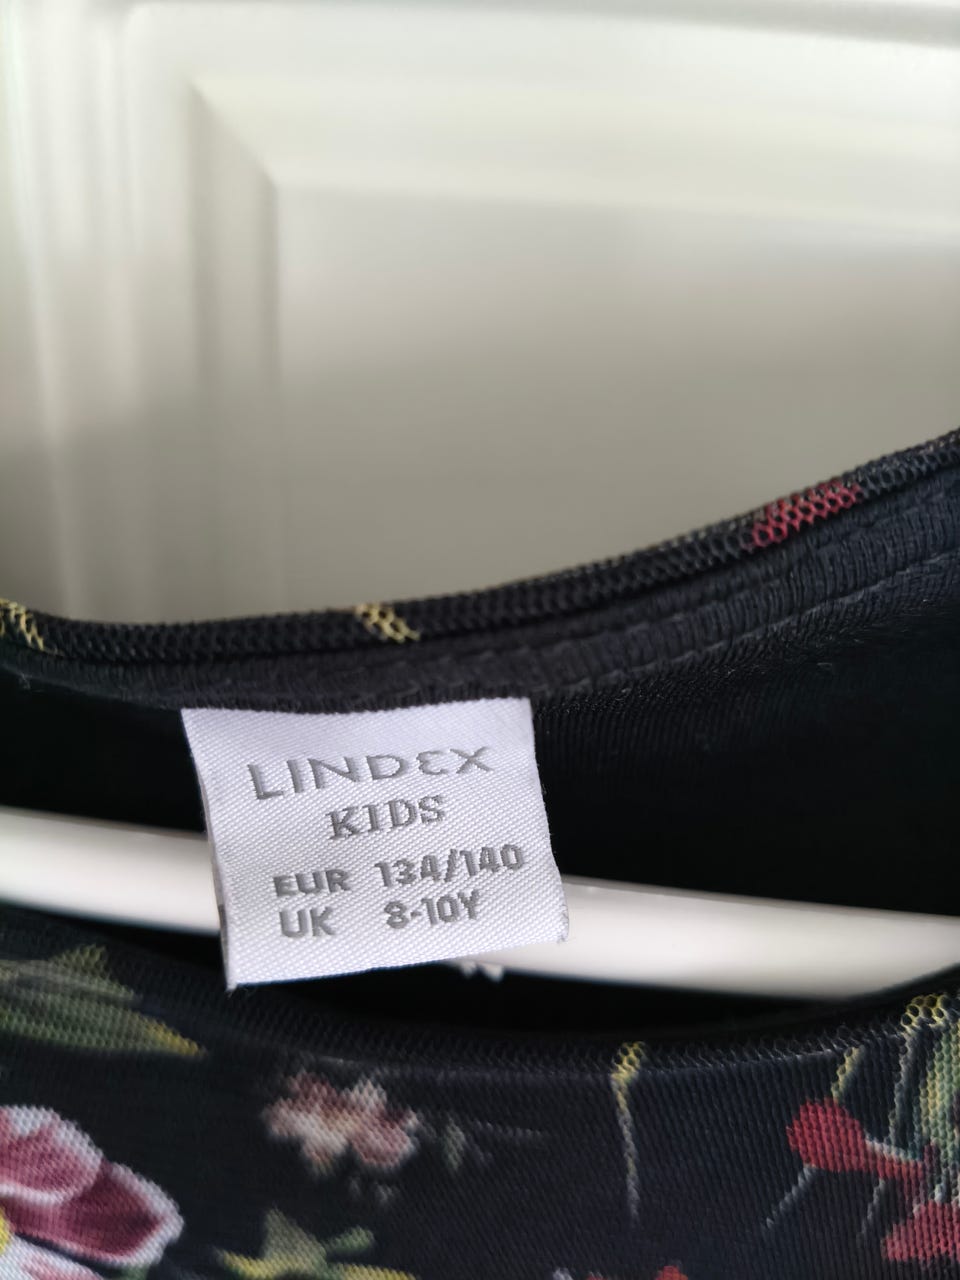 LINDEX
KIDS
EUR 134/140
UK 8-10Y